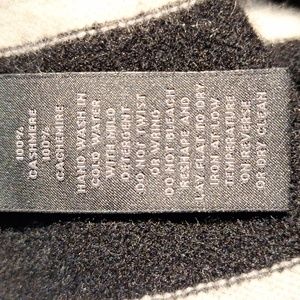 100%
CASHMERE
100%
CACHEMIRE
HAND WASH IN
COLD WATER
WITH MILD
DETERGENT
DO NOT TWIST
OR WRING
DO NOT BLEACH
RESHAPE AND
LAY FLAT TO DRY
IRON AT LOW
TEMPERATURE
ON REVERSE
OR DRY CLEAN